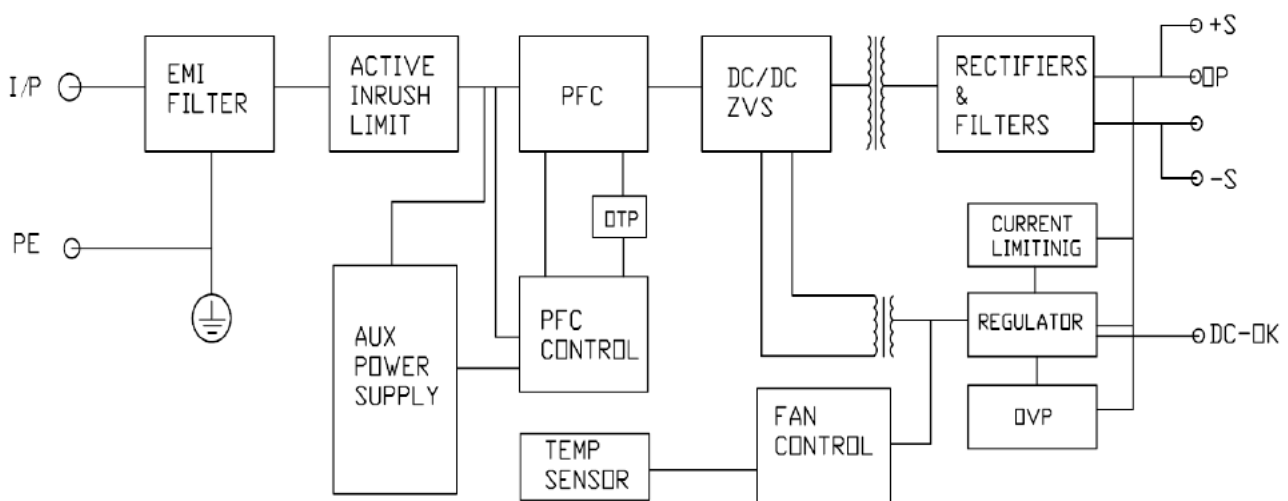 I/P
EMI
FILTER
ACTIVE
INRUSH
LIMIT
PFC
DC/DC
ZVS
RECTIFIERS
&
FILTERS
+S
OP
-S
PE
OTP
AUX
POWER
SUPPLY
PFC
CONTROL
CURRENT
LIMITINIG
REGULATOR
DC-OK
OVP
FAN
CONTROL
TEMP
SENSOR